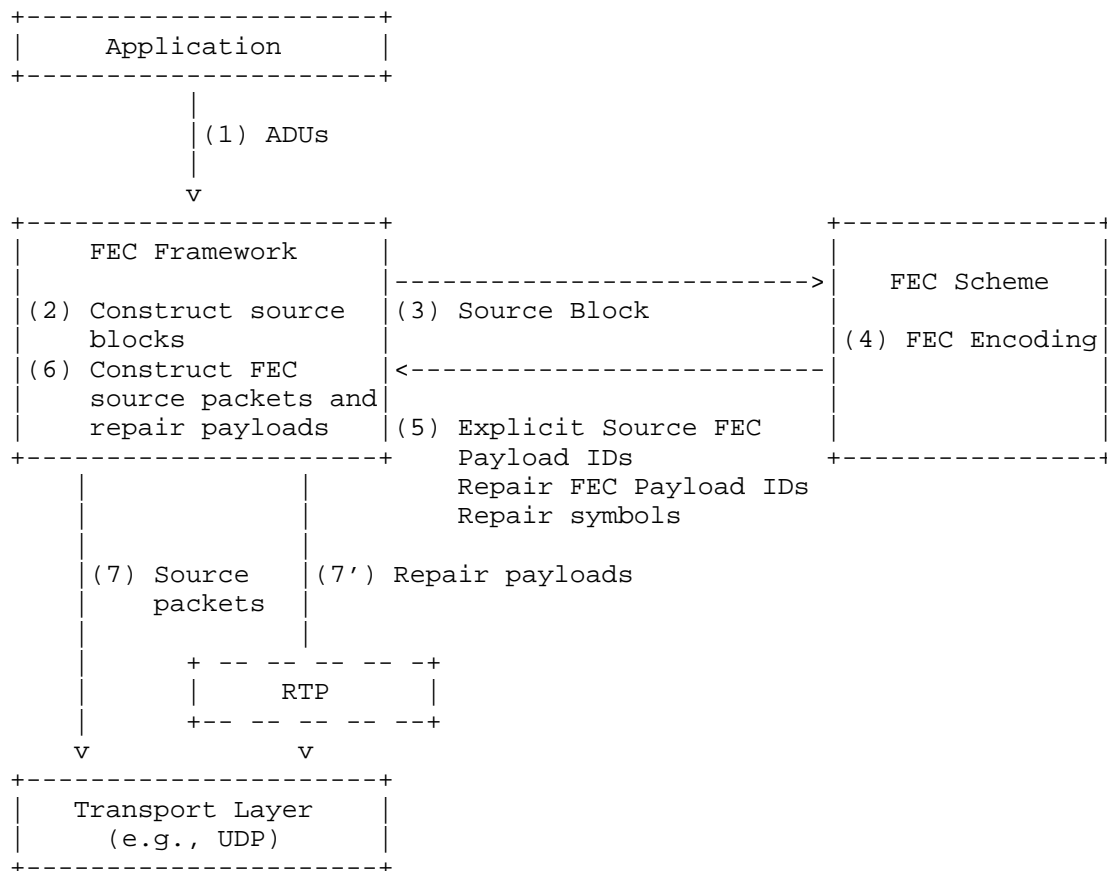 Application
(1) ADUs
FEC Framework
FEC Scheme
(2) Construct source
(3) Source Block
blocks
(4) FEC Encoding
(6) Construct FEC
source packets and
repair payloads
(5) Explicit Source FEC
Payload IDs
Repair FEC Payload IDs
Repair symbols
(7) Source
(7') Repair payloads
packets
RTP
Transport Layer
(e.g., UDP)